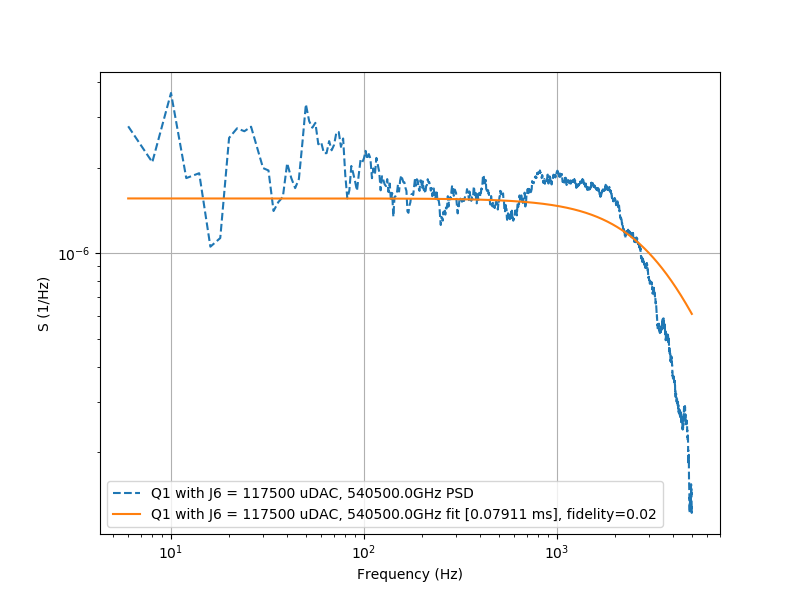 S (1/Hz)
10⁻⁶
Q1 with J6 = 117500 uDAC, 540500.0GHz PSD
Q1 with J6 = 117500 uDAC, 540500.0GHz fit [0.07911 ms], fidelity=0.02
10¹ 10² 10³
Frequency (Hz)